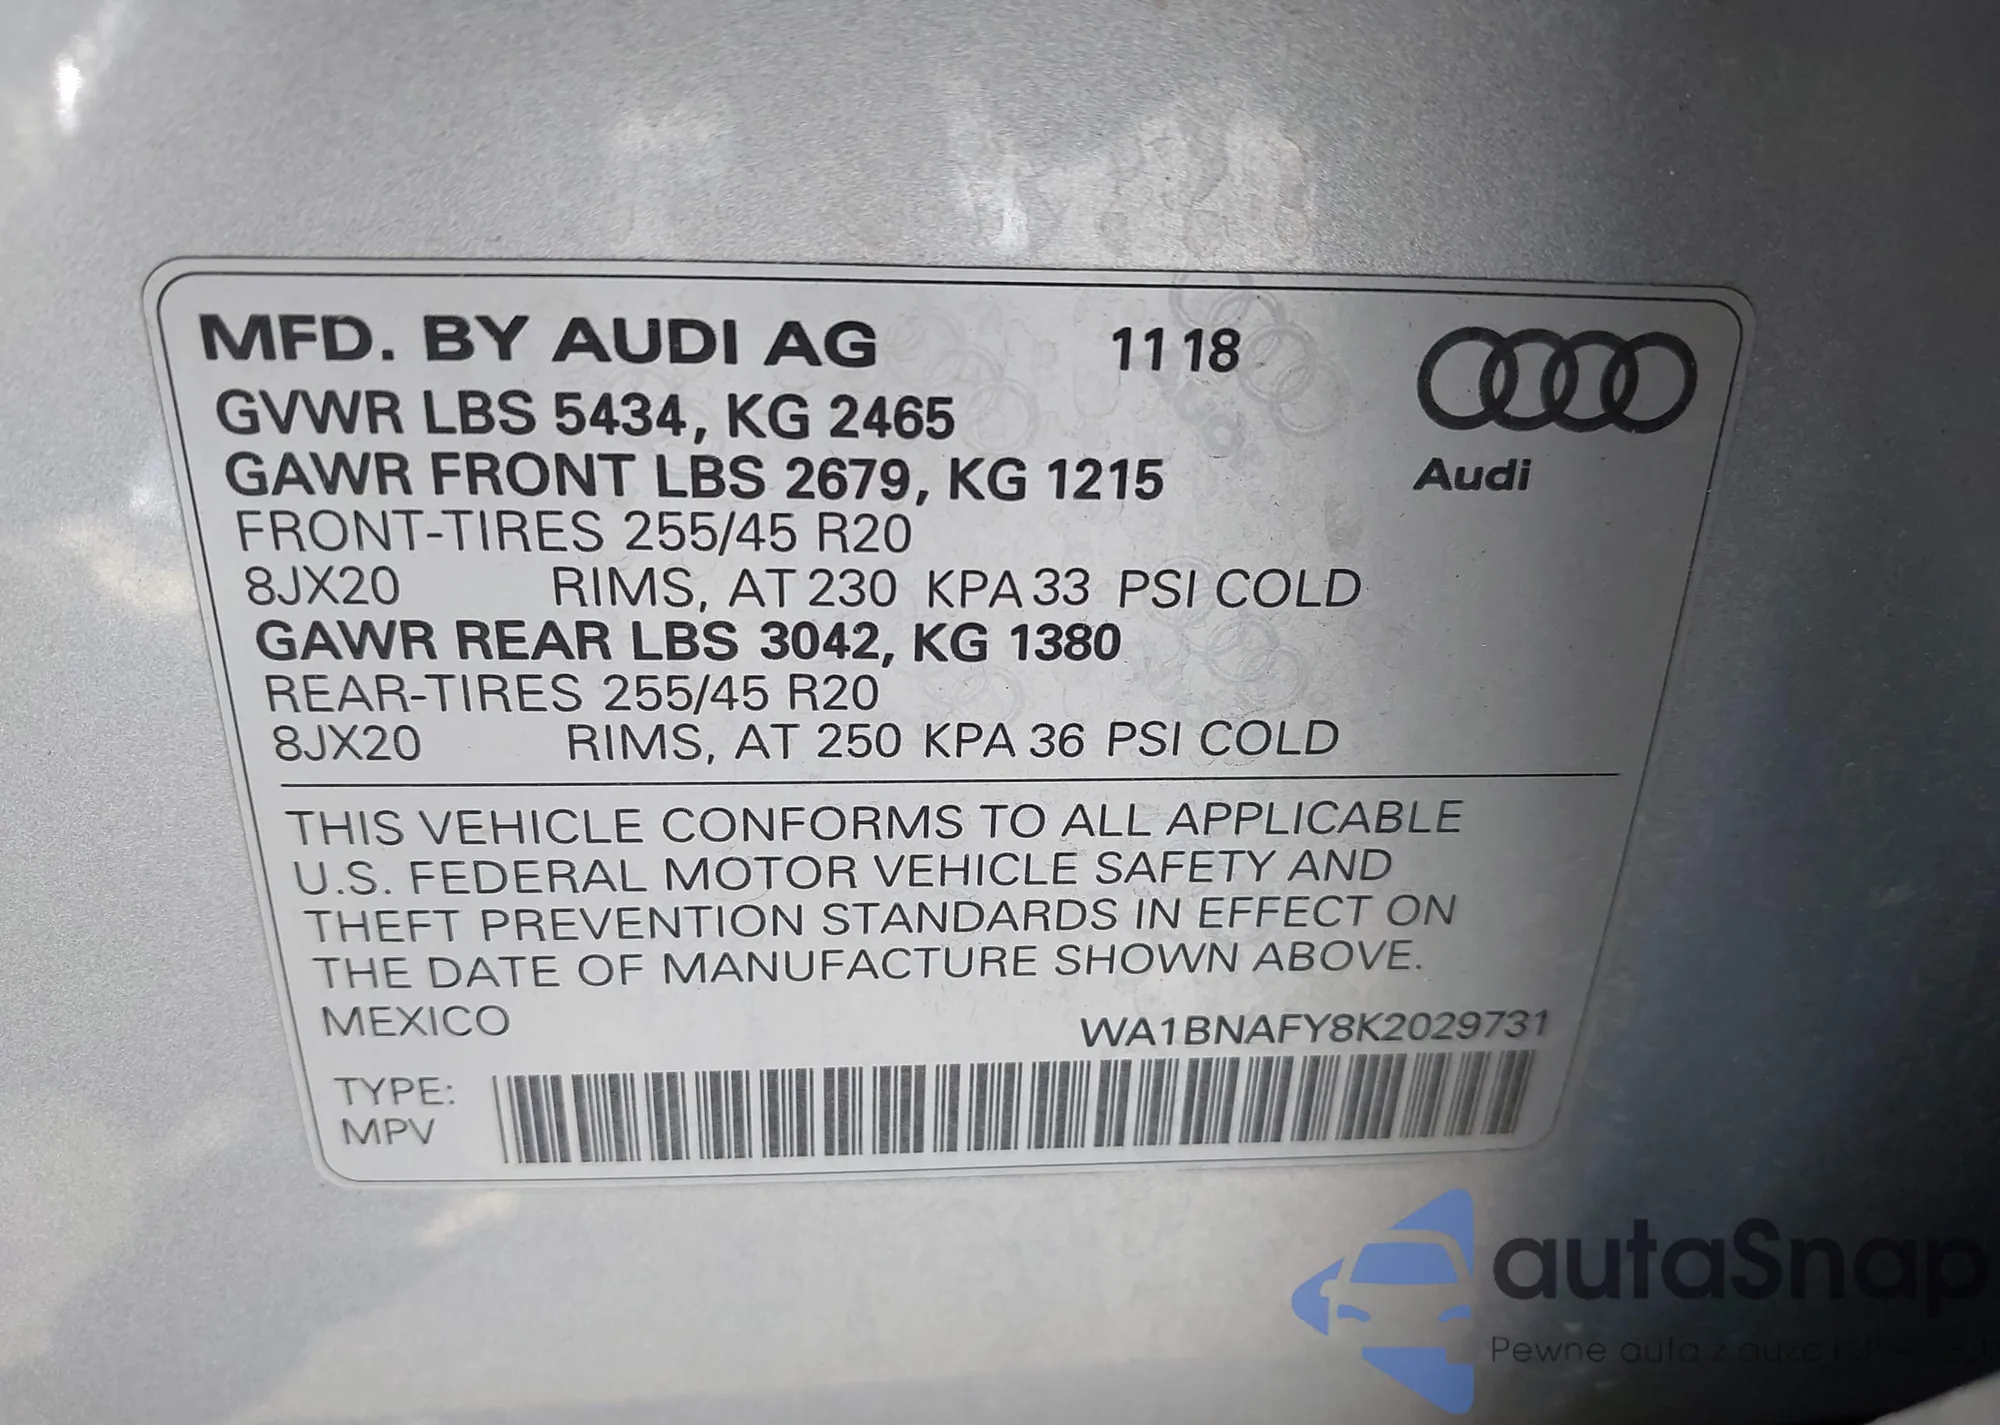 MFD. BY AUDI AG 11 18
GVWR LBS 5434, KG 2465
GAWR FRONT LBS 2679, KG 1215
Audi
FRONT-TIRES 255/45 R20
8JX20 RIMS, AT 230 KPA 33 PSI COLD
GAWR REAR LBS 3042, KG 1380
REAR-TIRES 255/45 R20
8JX20 RIMS, AT 250 KPA 36 PSI COLD
THIS VEHICLE CONFORMS TO ALL APPLICABLE
U.S. FEDERAL MOTOR VEHICLE SAFETY AND
THEFT PREVENTION STANDARDS IN EFFECT ON
THE DATE OF MANUFACTURE SHOWN ABOVE.
MEXICO WA1BNAFY8K2029731
TYPE:
MPV
autaSnap
Pewne auta z